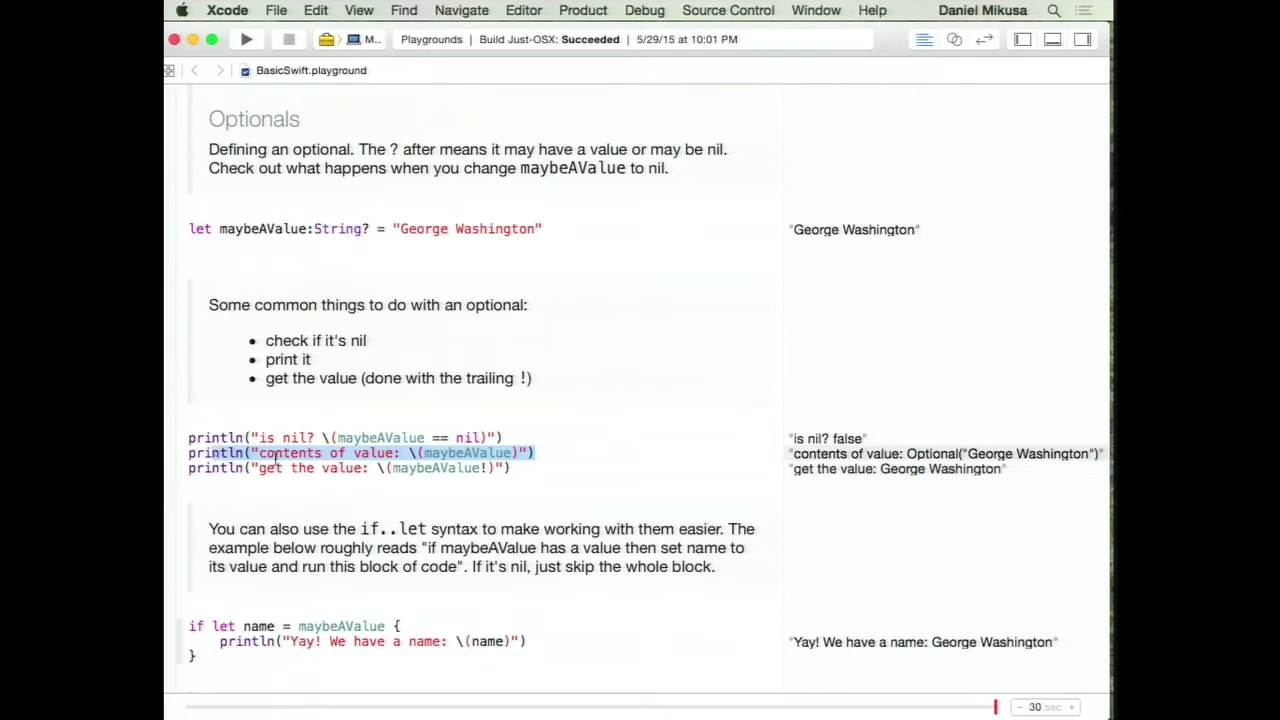 Xcode File Edit View Find Navigate Editor Product Debug Source Control Window Help Daniel Mikusa
M.. Playgrounds Build Just-OSX: Succeeded 5/29/15 at 10:01 PM
BasicSwift.playground
Optionals
Defining an optional. The ? after means it may have a value or may be nil.
Check out what happens when you change maybeAValue to nil.
let maybeAValue:String? = "George Washington" "George Washington"
Some common things to do with an optional:
• check if it's nil
• print it
• get the value (done with the trailing !)
println("is nil? \(maybeAValue == nil)") "is nil? false"
println("contents of value: \(maybeAValue)") "contents of value: Optional("George Washington")"
println("get the value: \(maybeAValue!)") "get the value: George Washington"
You can also use the if..let syntax to make working with them easier. The
example below roughly reads "if maybeAValue has a value then set name to
its value and run this block of code". If it's nil, just skip the whole block.
if let name = maybeAValue {
println("Yay! We have a name: \(name)") "Yay! We have a name: George Washington"
}
- 30 sec +